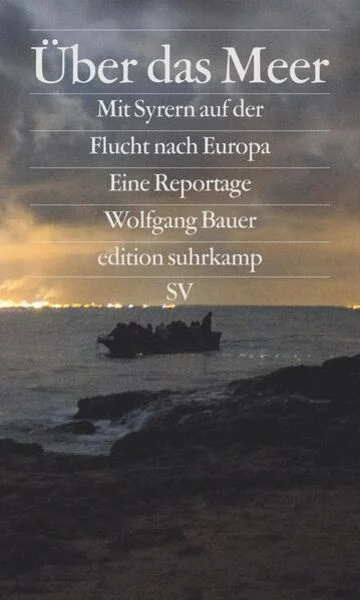 Über das Meer
Mit Syrern auf der
Flucht nach Europa
Eine Reportage
Wolfgang Bauer
edition suhrkamp
SV